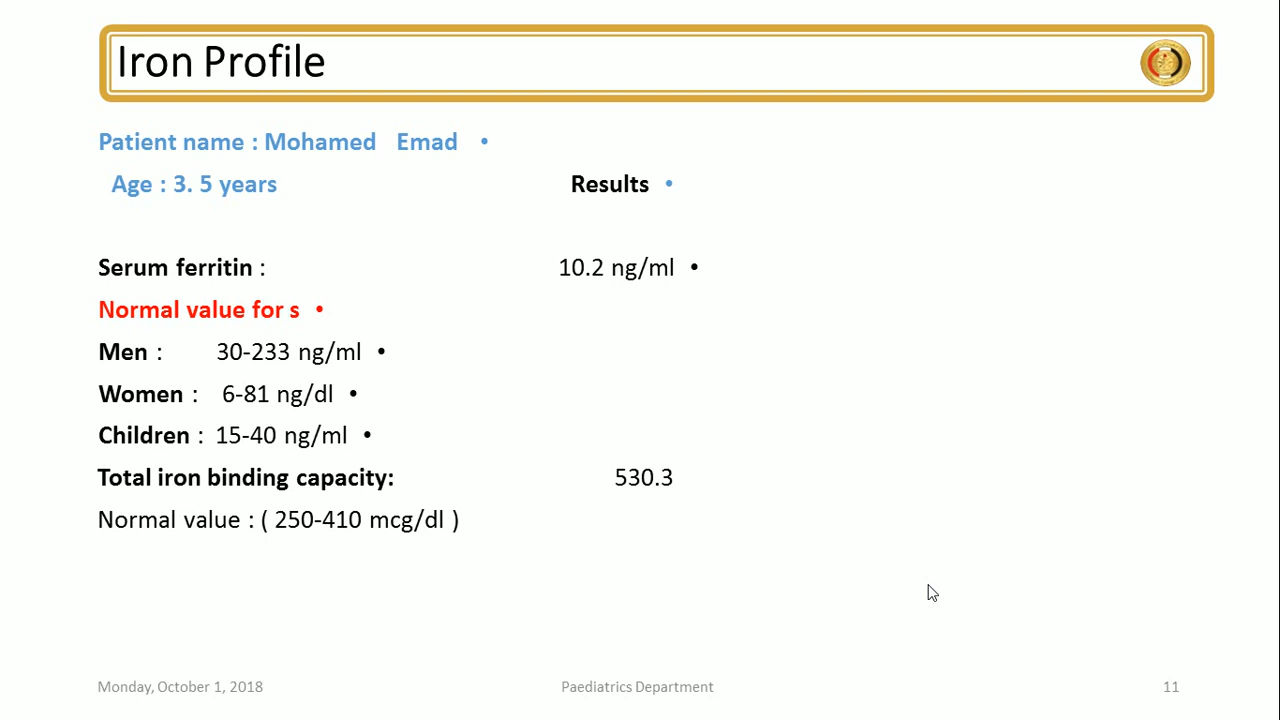 Iron Profile
Patient name : Mohamed Emad •
Age : 3. 5 years Results •
Serum ferritin : 10.2 ng/ml •
Normal value for s •
Men : 30-233 ng/ml •
Women : 6-81 ng/dl •
Children : 15-40 ng/ml •
Total iron binding capacity: 530.3
Normal value : ( 250-410 mcg/dl )
Monday, October 1, 2018 Paediatrics Department 11